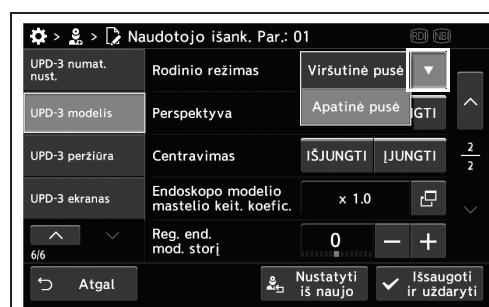 Naudotojo išank. Par.: 01
RDI NBI
UPD-3 numat.
nust.
Rodinio režimas
Viršutinė pusė
Apatinė pusė
UPD-3 modelis
Perspektyva
UPD-3 peržiūra
Centravimas
IŠJUNGTI ĮJUNGTI
2
2
UPD-3 ekranas
Endoskopo modelio
mastelio keit. koefic.
x 1.0
Reg. end.
mod. storį
0 − +
6/6
Atgal
Nustatyti
iš naujo
Išsaugoti
ir uždaryti